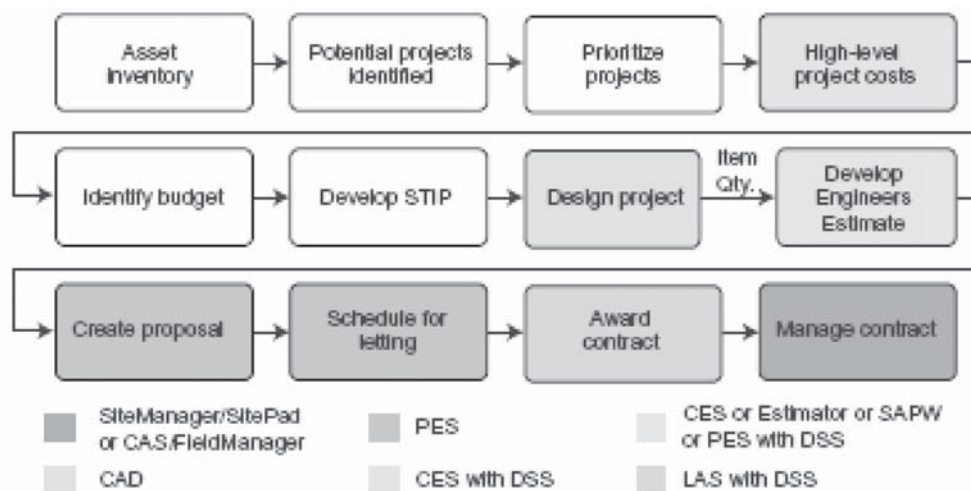 Asset
inventory
Potential projects
identified
Prioritize
projects
High-level
project costs
Identify budget
Develop STIP
Design project
Item
Qty.
Develop
Engineers
Estimate
Create proposal
Schedule for
letting
Award
contract
Manage contract
SiteManager/SitePad
or CAS/FieldManager
PES
CES or Estimator or SAPW
or PES with DSS
CAD
CES with DSS
LAS with DSS